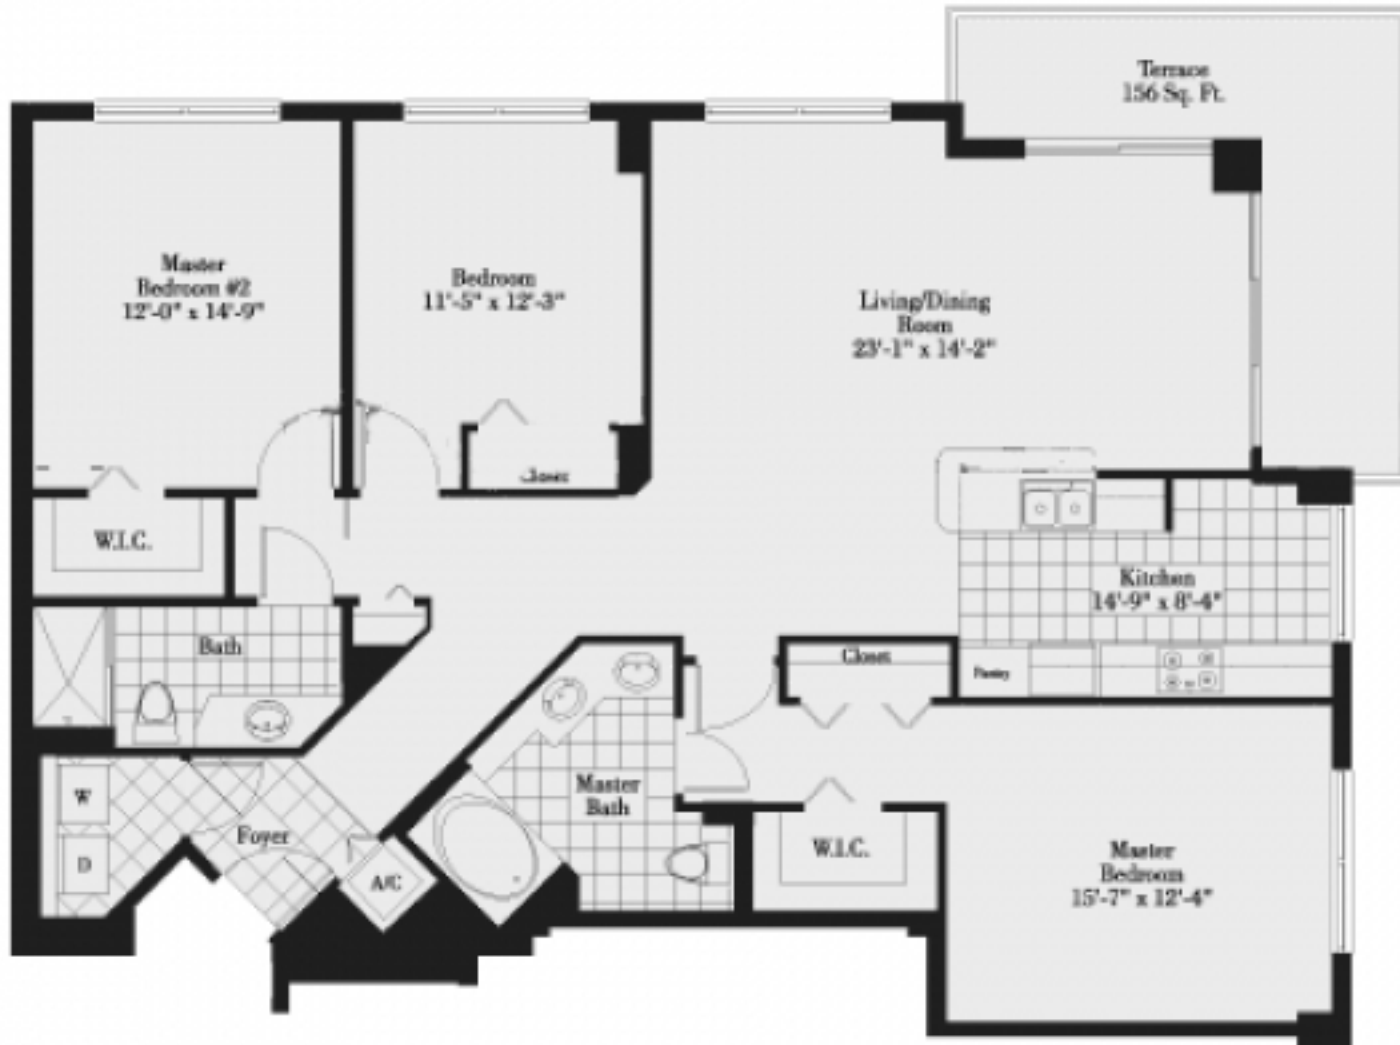 Terrace
156 Sq. Ft.
Master
Bedroom #2
12'-0" x 14'-9"
Bedroom
11'-5" x 12'-3"
Living/Dining
Room
23'-1" x 14'-2"
Closet
W.I.C.
Kitchen
14'-9" x 8'-4"
Bath
Closet
Pantry
W
Master
Bath
Foyer
D
A/C
W.I.C.
Master
Bedroom
15'-7" x 12'-4"